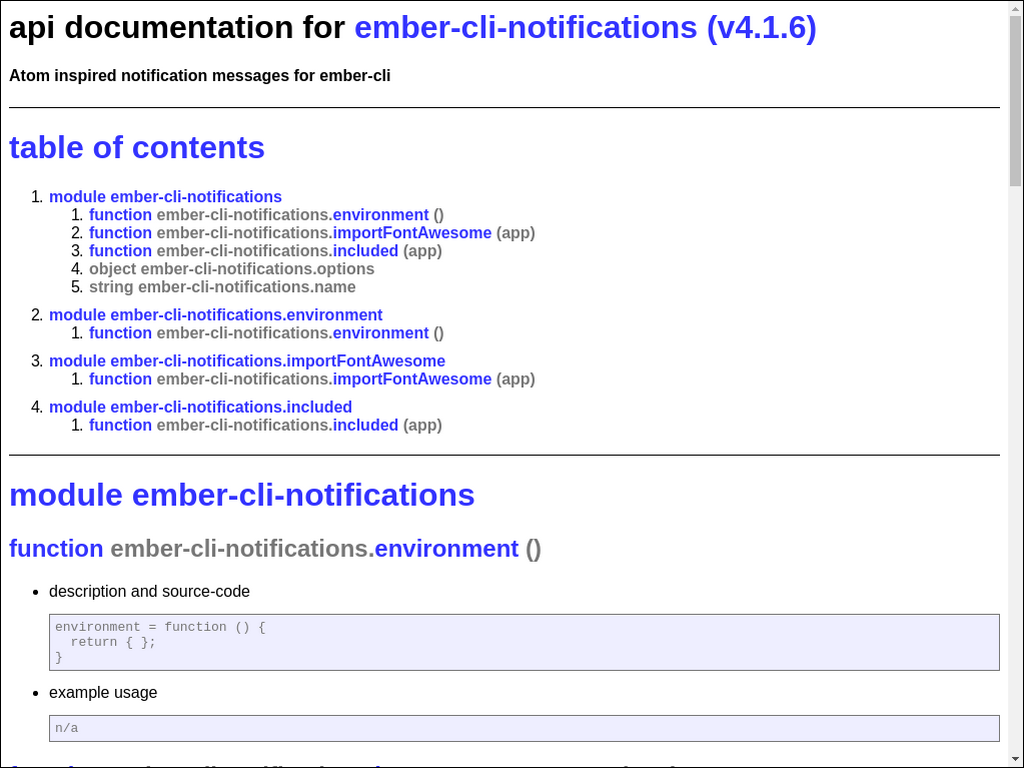 api documentation for ember-cli-notifications (v4.1.6)
Atom inspired notification messages for ember-cli
table of contents
1. module ember-cli-notifications
1. function ember-cli-notifications.environment ()
2. function ember-cli-notifications.importFontAwesome (app)
3. function ember-cli-notifications.included (app)
4. object ember-cli-notifications.options
5. string ember-cli-notifications.name
2. module ember-cli-notifications.environment
1. function ember-cli-notifications.environment ()
3. module ember-cli-notifications.importFontAwesome
1. function ember-cli-notifications.importFontAwesome (app)
4. module ember-cli-notifications.included
1. function ember-cli-notifications.included (app)
module ember-cli-notifications
function ember-cli-notifications.environment ()
• description and source-code
environment = function () {
  return { };
}
• example usage
n/a